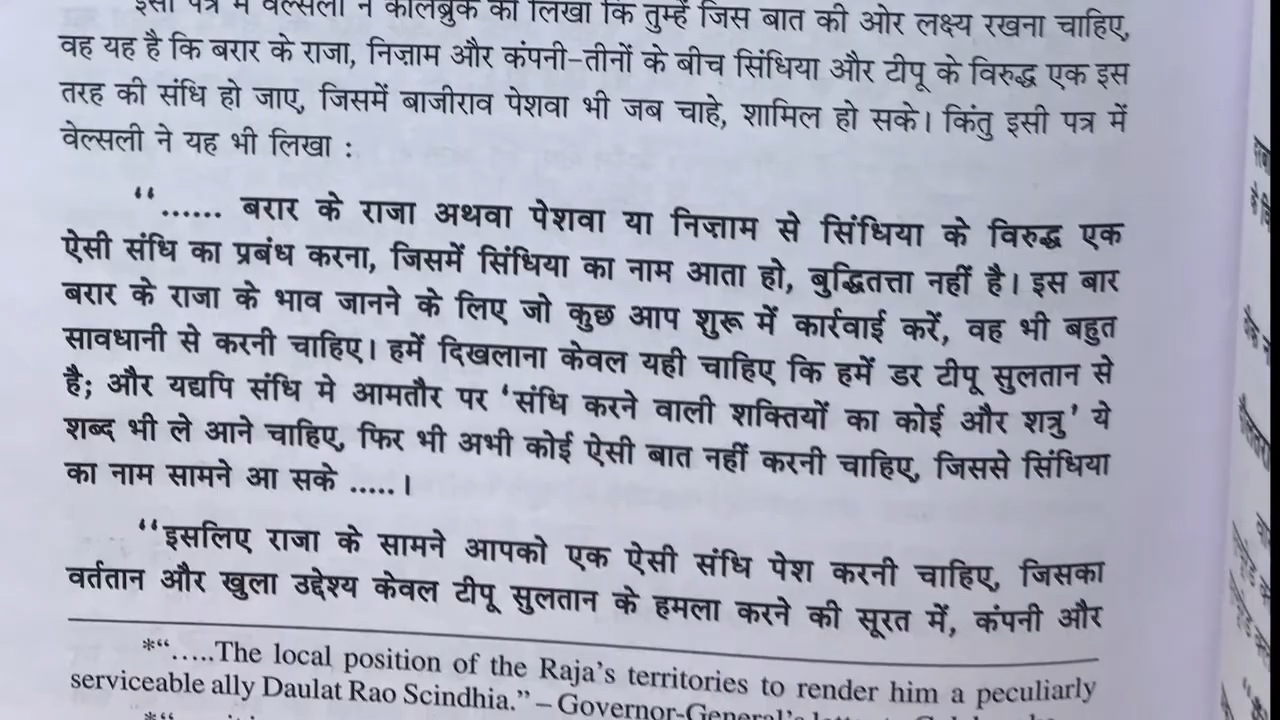 इसी पत्र में वेल्सली ने कोलब्रुक को लिखा कि तुम्हें जिस बात की ओर लक्ष्य रखना चाहिए,
वह यह है कि बरार के राजा, निज़ाम और कंपनी-तीनों के बीच सिंधिया और टीपू के विरुद्ध एक इस
तरह की संधि हो जाए, जिसमें बाजीराव पेशवा भी जब चाहे, शामिल हो सके। किंतु इसी पत्र में
वेल्सली ने यह भी लिखा :
“...... बरार के राजा अथवा पेशवा या निज़ाम से सिंधिया के विरुद्ध एक
ऐसी संधि का प्रबंध करना, जिसमें सिंधिया का नाम आता हो, बुद्धितत्ता नहीं है। इस बार
बरार के राजा के भाव जानने के लिए जो कुछ आप शुरू में कार्रवाई करें, वह भी बहुत
सावधानी से करनी चाहिए। हमें दिखलाना केवल यही चाहिए कि हमें डर टीपू सुलतान से
है; और यद्यपि संधि मे आमतौर पर ‘संधि करने वाली शक्तियों का कोई और शत्रु’ ये
शब्द भी ले आने चाहिए, फिर भी अभी कोई ऐसी बात नहीं करनी चाहिए, जिससे सिंधिया
का नाम सामने आ सके .....।
“इसलिए राजा के सामने आपको एक ऐसी संधि पेश करनी चाहिए, जिसका
वर्ततान और खुला उद्देश्य केवल टीपू सुलतान के हमला करने की सूरत में, कंपनी और
*“.....The local position of the Raja’s territories to render him a peculiarly
serviceable ally Daulat Rao Scindhia.” – Governor-General’s